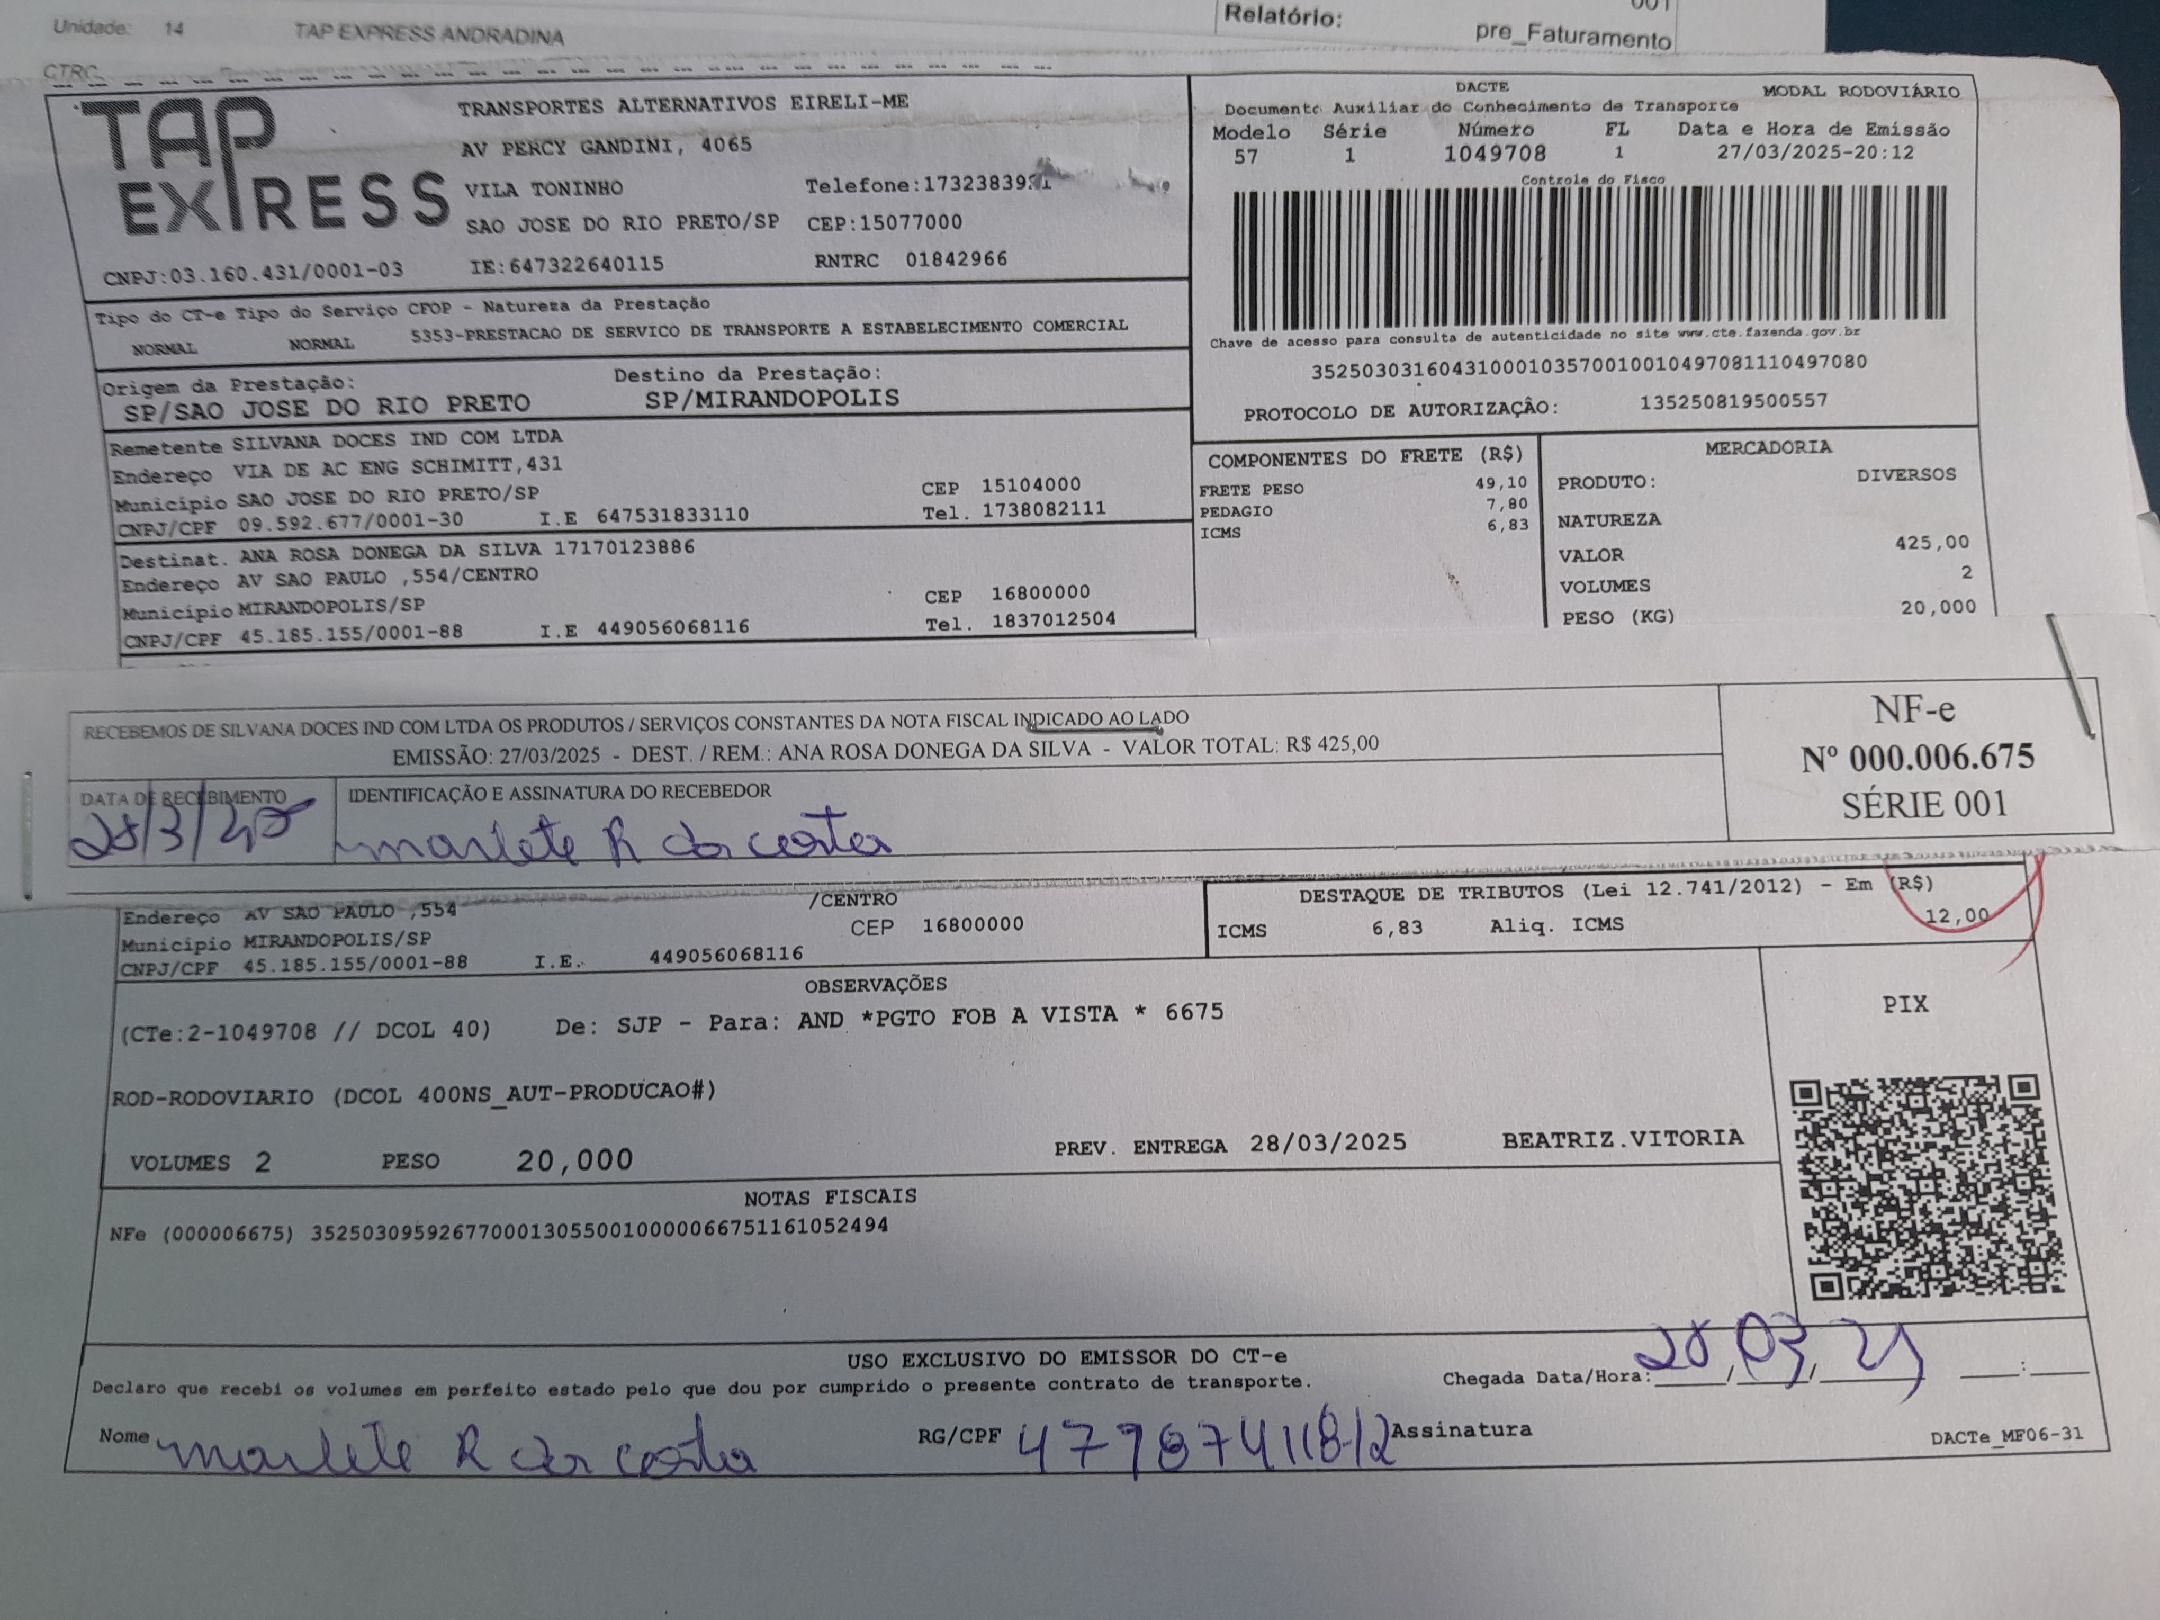 Unidade: 14 TAP EXPRESS ANDRADINA
Relatório: pre_Faturamento
CTRC
TAP EXPRESS
TRANSPORTES ALTERNATIVOS EIRELI-ME
AV PERCY GANDINI, 4065
VILA TONINHO
SAO JOSE DO RIO PRETO/SP CEP:15077000
CNPJ:03.160.431/0001-03 IE:647322640115 RNTRC 01842966
DACTE MODAL RODOVIÁRIO
Documento Auxiliar do Conhecimento de Transporte
Modelo Série Número FL Data e Hora de Emissão
57 1 1049708 1 27/03/2025-20:12
Controle do Fisco
Chave de acesso para consulta de autenticidade no site www.cte.fazenda.gov.br
35250303160431000103570010010497081110497080
PROTOCOLO DE AUTORIZAÇÃO: 135250819500557
Tipo do CT-e Tipo do Serviço CFOP - Natureza da Prestação
NORMAL NORMAL 5353-PRESTACAO DE SERVICO DE TRANSPORTE A ESTABELECIMENTO COMERCIAL
Origem da Prestação: Destino da Prestação:
SP/SAO JOSE DO RIO PRETO SP/MIRANDOPOLIS
Remetente SILVANA DOCES IND COM LTDA
Endereço VIA DE AC ENG SCHIMITT,431
Município SAO JOSE DO RIO PRETO/SP CEP 15104000
CNPJ/CPF 09.592.677/0001-30 I.E 647531833110 Tel. 1738082111
Destinat. ANA ROSA DONEGA DA SILVA 17170123886
Endereço AV SAO PAULO ,554/CENTRO
Município MIRANDOPOLIS/SP CEP 16800000
CNPJ/CPF 45.185.155/0001-88 I.E 449056068116 Tel. 1837012504
COMPONENTES DO FRETE (R$)
FRETE PESO 49,10
PEDAGIO 7,80
ICMS 6,83
MERCADORIA
PRODUTO: DIVERSOS
NATUREZA
VALOR 425,00
VOLUMES 2
PESO (KG) 20,000
RECEBEMOS DE SILVANA DOCES IND COM LTDA OS PRODUTOS / SERVIÇOS CONSTANTES DA NOTA FISCAL INDICADO AO LADO
EMISSÃO: 27/03/2025 - DEST. / REM.: ANA ROSA DONEGA DA SILVA - VALOR TOTAL: R$ 425,00
DATA DE RECEBIMENTO IDENTIFICAÇÃO E ASSINATURA DO RECEBEDOR
marlete R da costa
NF-e
Nº 000.006.675
SÉRIE 001
Endereço AV SAO PAULO ,554 /CENTRO
Município MIRANDOPOLIS/SP CEP 16800000
CNPJ/CPF 45.185.155/0001-88 I.E. 449056068116
DESTAQUE DE TRIBUTOS (Lei 12.741/2012) - Em (R$)
ICMS 6,83 Aliq. ICMS 12,00
OBSERVAÇÕES
(CTe:2-1049708 // DCOL 40) De: SJP - Para: AND *PGTO FOB A VISTA * 6675
ROD-RODOVIARIO (DCOL 400NS_AUT-PRODUCAO#)
VOLUMES 2 PESO 20,000 PREV. ENTREGA 28/03/2025 BEATRIZ.VITORIA
PIX
NOTAS FISCAIS
NFe (000006675) 35250309592677000130550010000066751161052494
USO EXCLUSIVO DO EMISSOR DO CT-e
Declaro que recebi os volumes em perfeito estado pelo que dou por cumprido o presente contrato de transporte.
Chegada Data/Hora: 28/03/25 :
Nome marlete R da costa RG/CPF Assinatura
DACTe_MF06-31